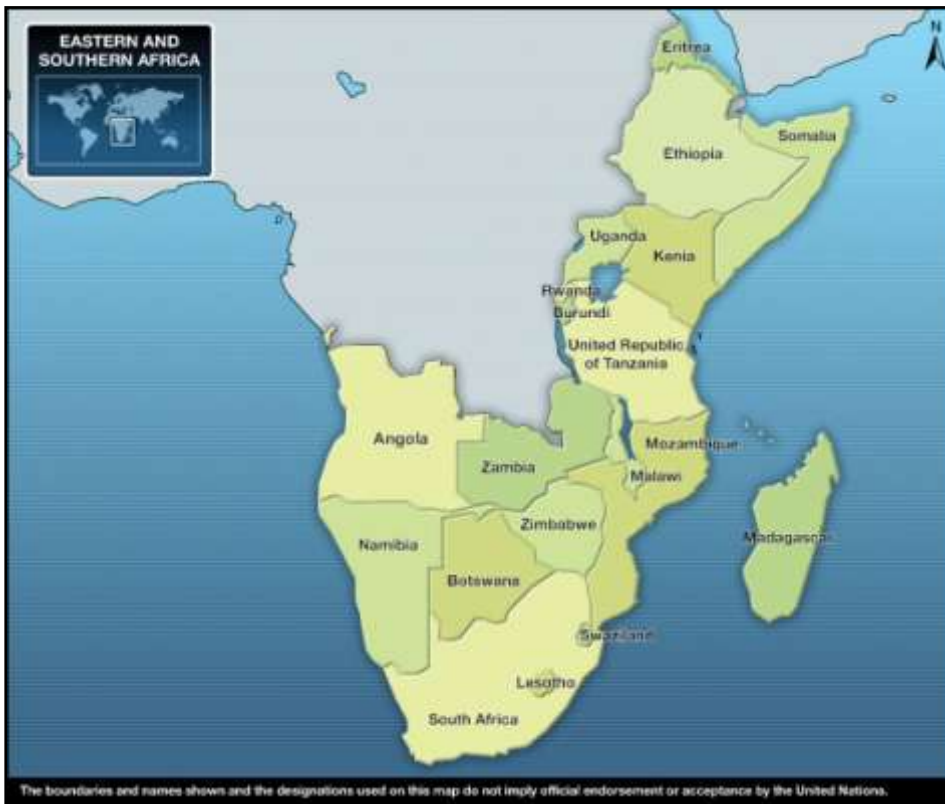 EASTERN AND
SOUTHERN AFRICA
N
Eritrea
Somalia
Ethiopia
Uganda
Kenia
Rwanda
Burundi
United Republic
of Tanzania
Angola
Mozambique
Zambia
Malawi
Zimbabwe
Madagascar
Namibia
Botswana
Swaziland
Lesotho
South Africa
The boundaries and names shown and the designations used on this map do not imply official endorsement or acceptance by the United Nations.